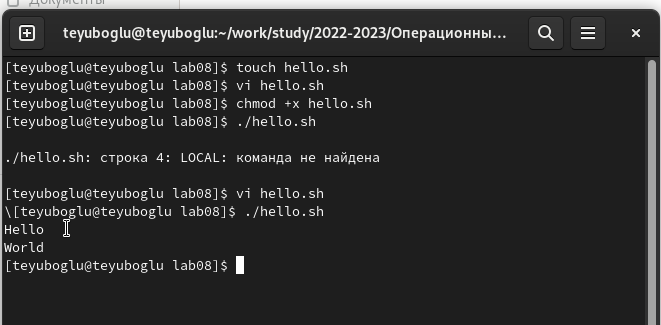 Документы
teyuboglu@teyuboglu:~/work/study/2022-2023/Операционны...
[teyuboglu@teyuboglu lab08]$ touch hello.sh
[teyuboglu@teyuboglu lab08]$ vi hello.sh
[teyuboglu@teyuboglu lab08]$ chmod +x hello.sh
[teyuboglu@teyuboglu lab08]$ ./hello.sh
./hello.sh: строка 4: LOCAL: команда не найдена
[teyuboglu@teyuboglu lab08]$ vi hello.sh
\[teyuboglu@teyuboglu lab08]$ ./hello.sh
Hello
World
[teyuboglu@teyuboglu lab08]$